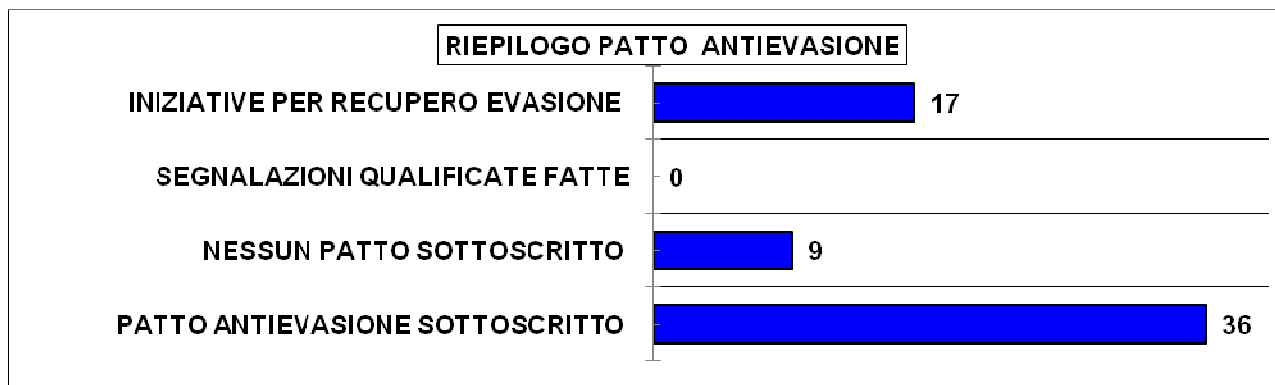 RIEPILOGO PATTO ANTIEVASIONE
INIZIATIVE PER RECUPERO EVASIONE 17
SEGNALAZIONI QUALIFICATE FATTE 0
NESSUN PATTO SOTTOSCRITTO 9
PATTO ANTIEVASIONE SOTTOSCRITTO 36